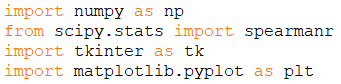 import numpy as np
from scipy.stats import spearmanr
import tkinter as tk
import matplotlib.pyplot as plt